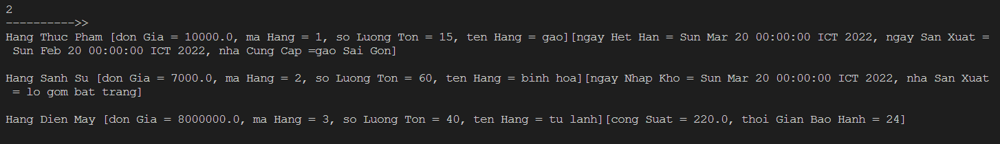 2
---------->>
Hang Thuc Pham [don Gia = 10000.0, ma Hang = 1, so Luong Ton = 15, ten Hang = gao][ngay Het Han = Sun Mar 20 00:00:00 ICT 2022, ngay San Xuat =
Sun Feb 20 00:00:00 ICT 2022, nha Cung Cap =gao Sai Gon]
Hang Sanh Su [don Gia = 7000.0, ma Hang = 2, so Luong Ton = 60, ten Hang = binh hoa][ngay Nhap Kho = Sun Mar 20 00:00:00 ICT 2022, nha San Xuat
= lo gom bat trang]
Hang Dien May [don Gia = 8000000.0, ma Hang = 3, so Luong Ton = 40, ten Hang = tu lanh][cong Suat = 220.0, thoi Gian Bao Hanh = 24]